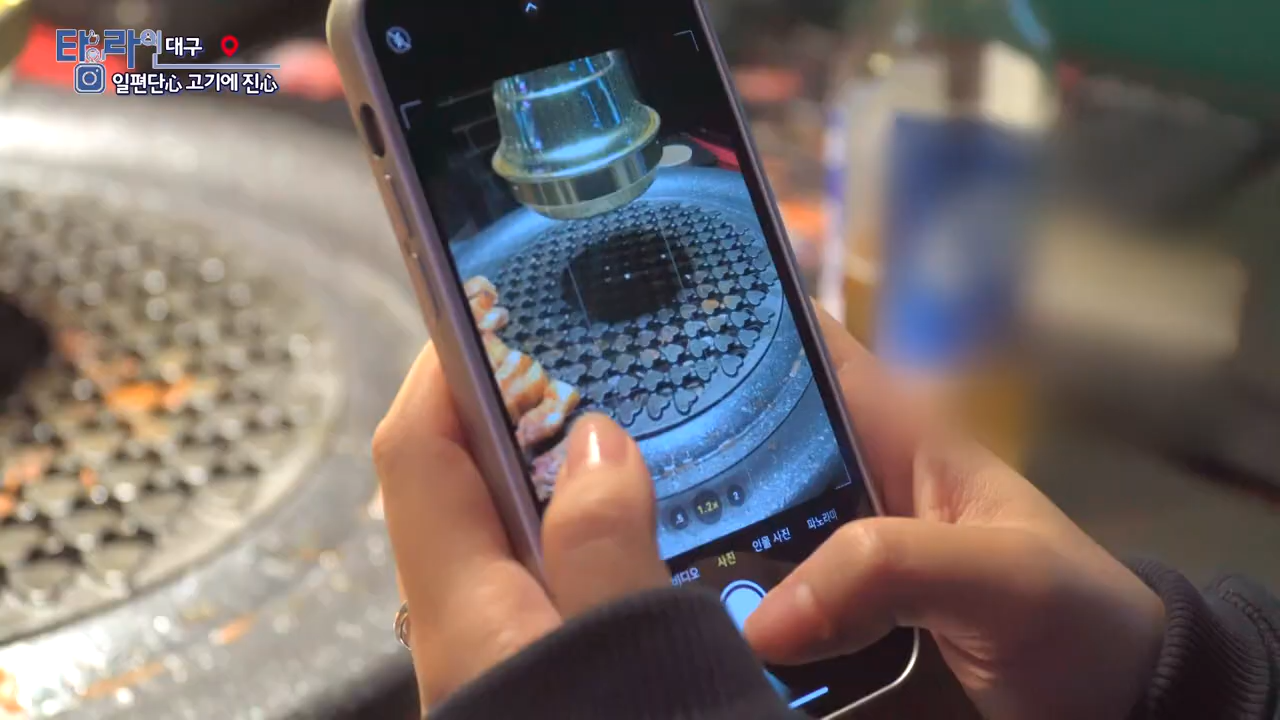 타라의 대구
일편단心 고기에 진心
.5 1.2x 2
비디오 사진 인물 사진 파노라마